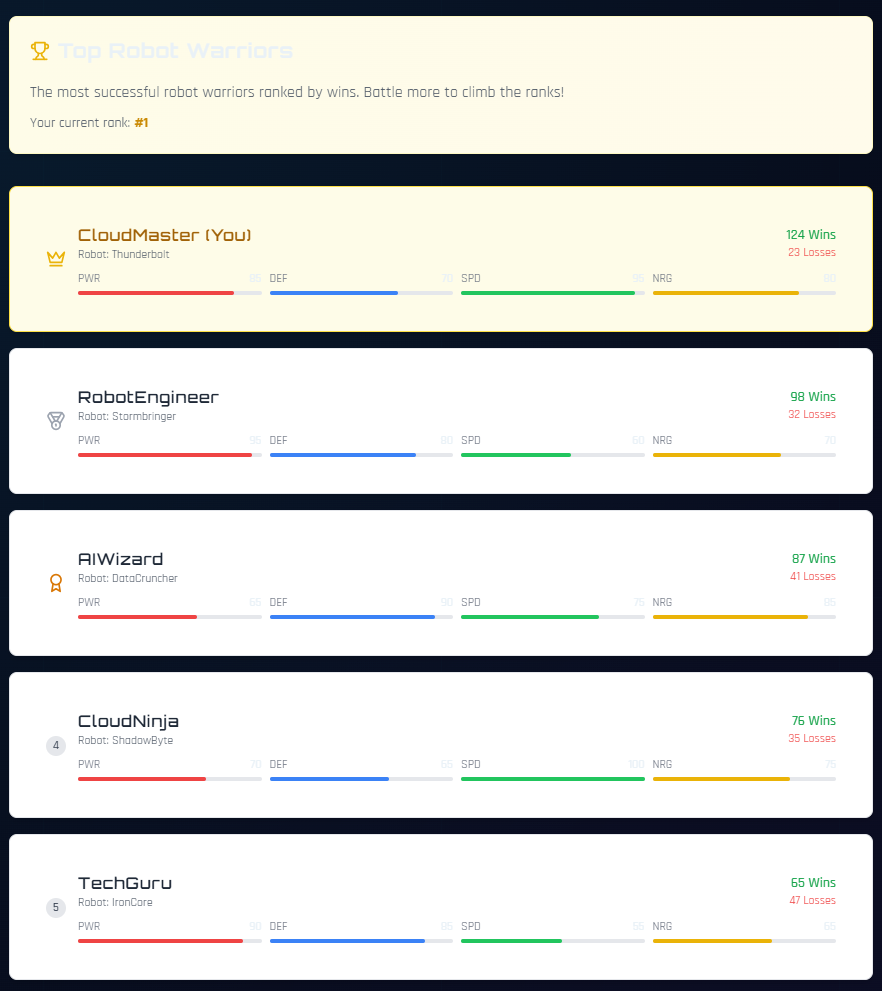 Top Robot Warriors
The most successful robot warriors ranked by wins. Battle more to climb the ranks!
Your current rank: #1
CloudMaster (You)
124 Wins
Robot: Thunderbolt
23 Losses
PWR 85 DEF 70 SPD 95 NRG 80
RobotEngineer
98 Wins
Robot: Stormbringer
32 Losses
PWR 95 DEF 80 SPD 60 NRG 70
AIWizard
87 Wins
Robot: DataCruncher
41 Losses
PWR 65 DEF 90 SPD 75 NRG 85
4
CloudNinja
76 Wins
Robot: ShadowByte
35 Losses
PWR 70 DEF 65 SPD 100 NRG 75
5
TechGuru
65 Wins
Robot: IronCore
47 Losses
PWR 90 DEF 85 SPD 55 NRG 65